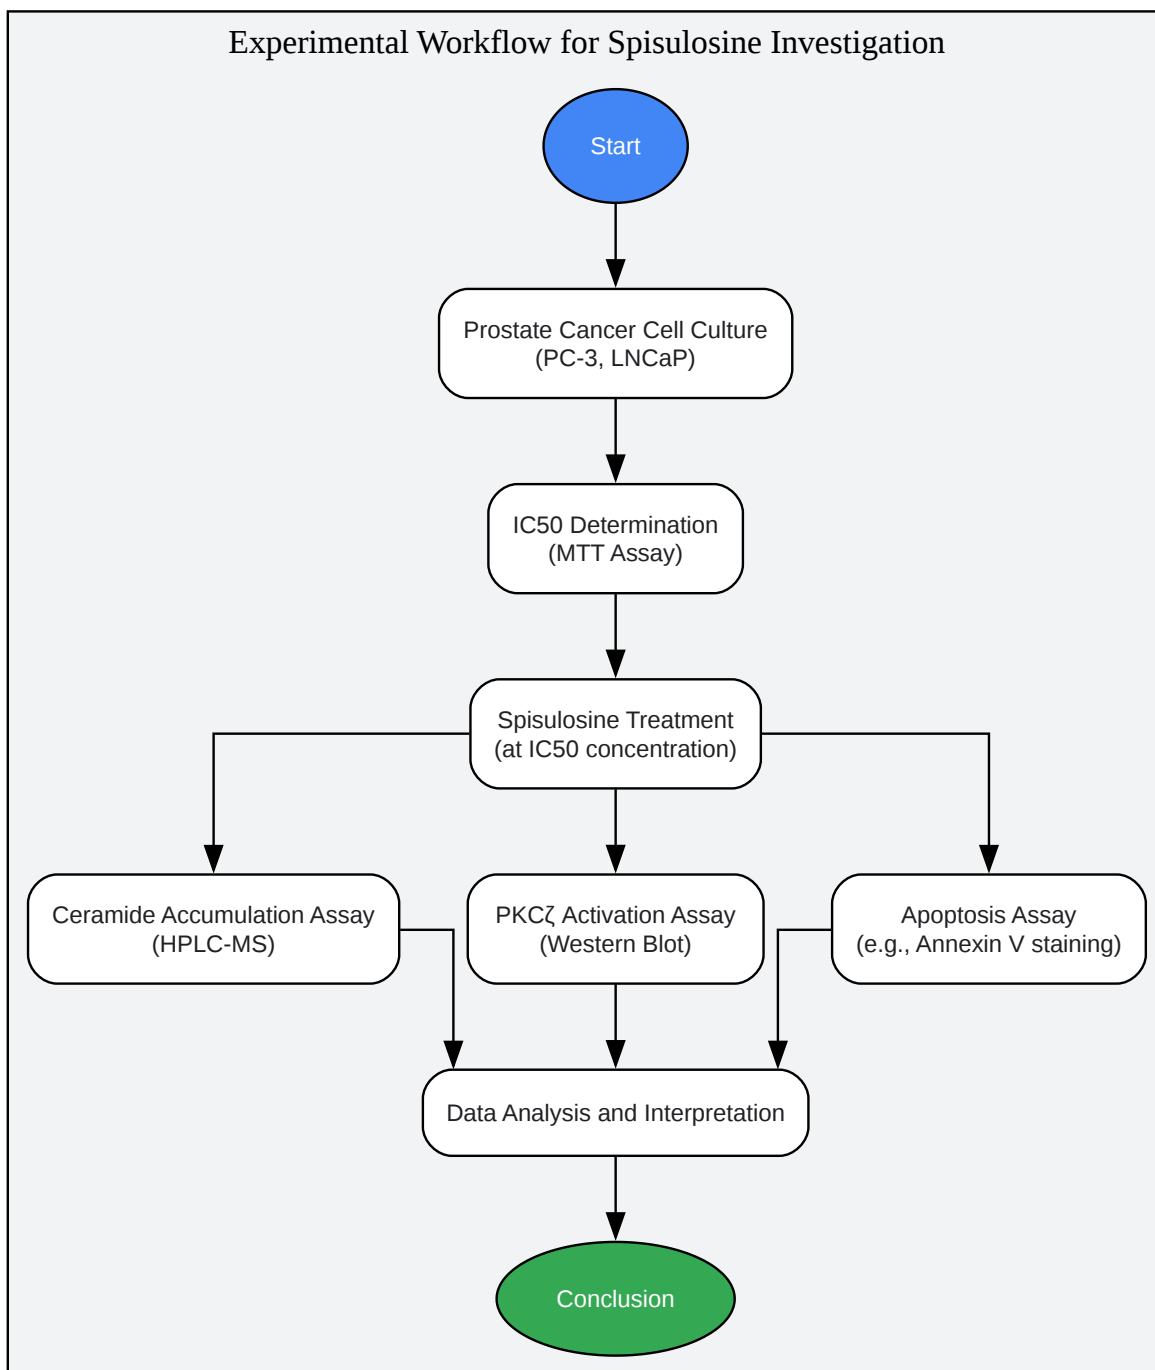 Experimental Workflow for Spisulosine Investigation
Start
Prostate Cancer Cell Culture
(PC-3, LNCaP)
IC50 Determination
(MTT Assay)
Spisulosine Treatment
(at IC50 concentration)
Ceramide Accumulation Assay
(HPLC-MS)
PKCζ Activation Assay
(Western Blot)
Apoptosis Assay
(e.g., Annexin V staining)
Data Analysis and Interpretation
Conclusion